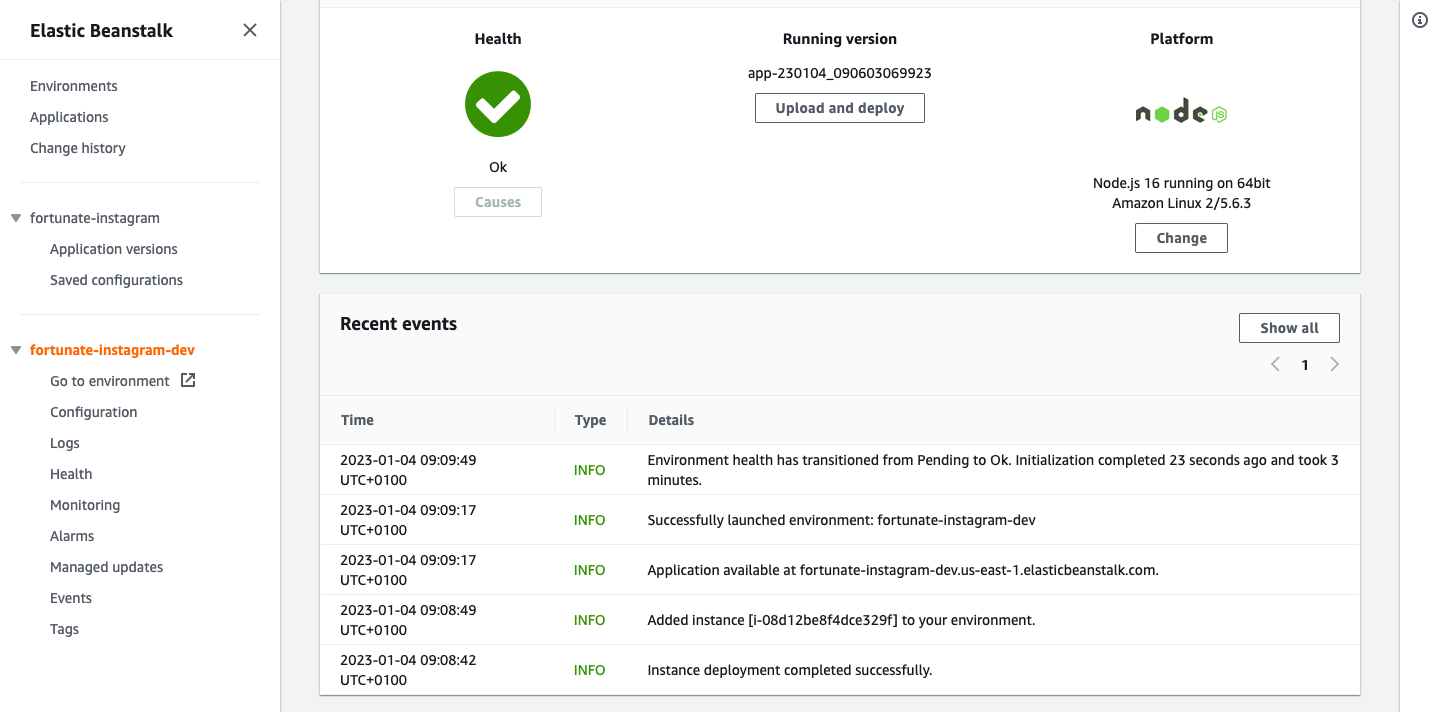 Elastic Beanstalk
Environments
Applications
Change history
fortunate-instagram
Application versions
Saved configurations
fortunate-instagram-dev
Go to environment
Configuration
Logs
Health
Monitoring
Alarms
Managed updates
Events
Tags
Health
Ok
Causes
Running version
app-230104_090603069923
Upload and deploy
Platform
node JS
Node.js 16 running on 64bit
Amazon Linux 2/5.6.3
Change
Recent events
Show all
1
Time Type Details
2023-01-04 09:09:49
UTC+0100
INFO
Environment health has transitioned from Pending to Ok. Initialization completed 23 seconds ago and took 3
minutes.
2023-01-04 09:09:17
UTC+0100
INFO
Successfully launched environment: fortunate-instagram-dev
2023-01-04 09:09:17
UTC+0100
INFO
Application available at fortunate-instagram-dev.us-east-1.elasticbeanstalk.com.
2023-01-04 09:08:49
UTC+0100
INFO
Added instance [i-08d12be8f4dce329f] to your environment.
2023-01-04 09:08:42
UTC+0100
INFO
Instance deployment completed successfully.